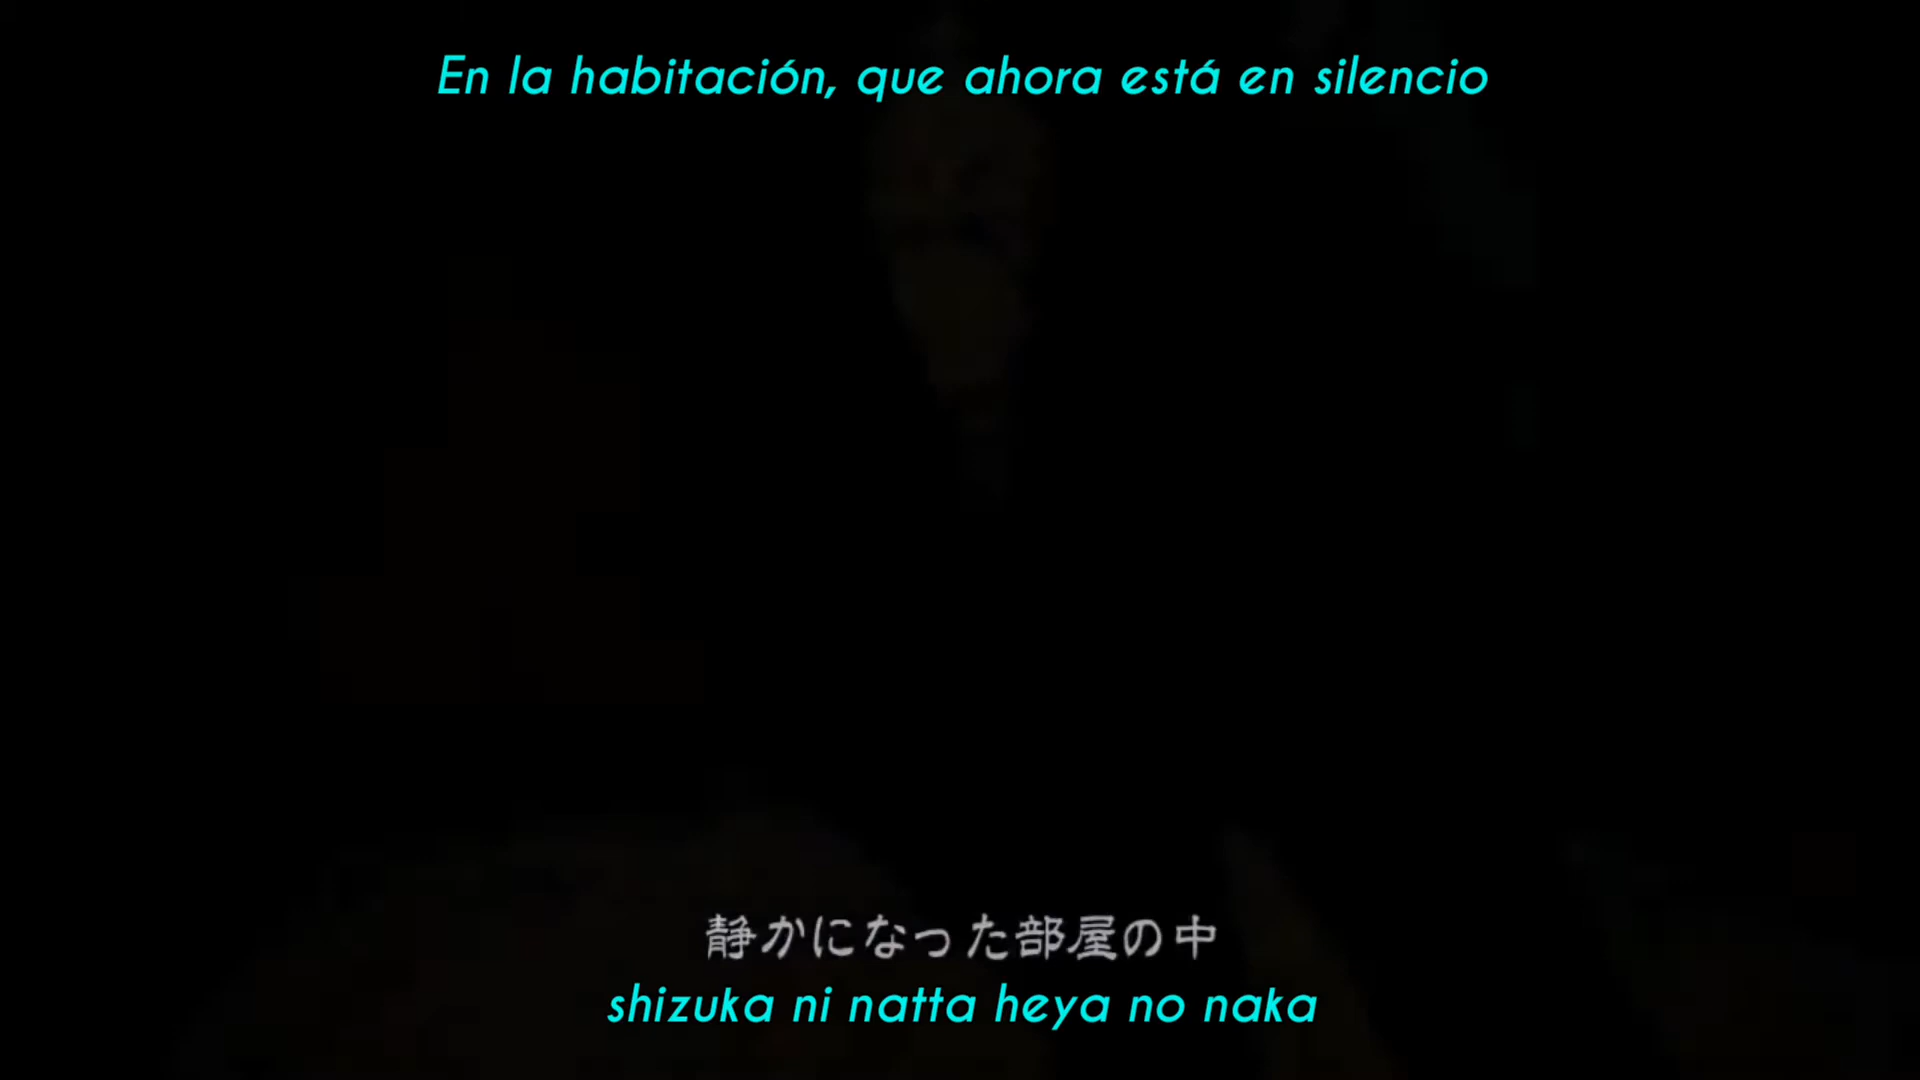 En la habitación, que ahora está en silencio
静かになった部屋の中
shizuka ni natta heya no naka